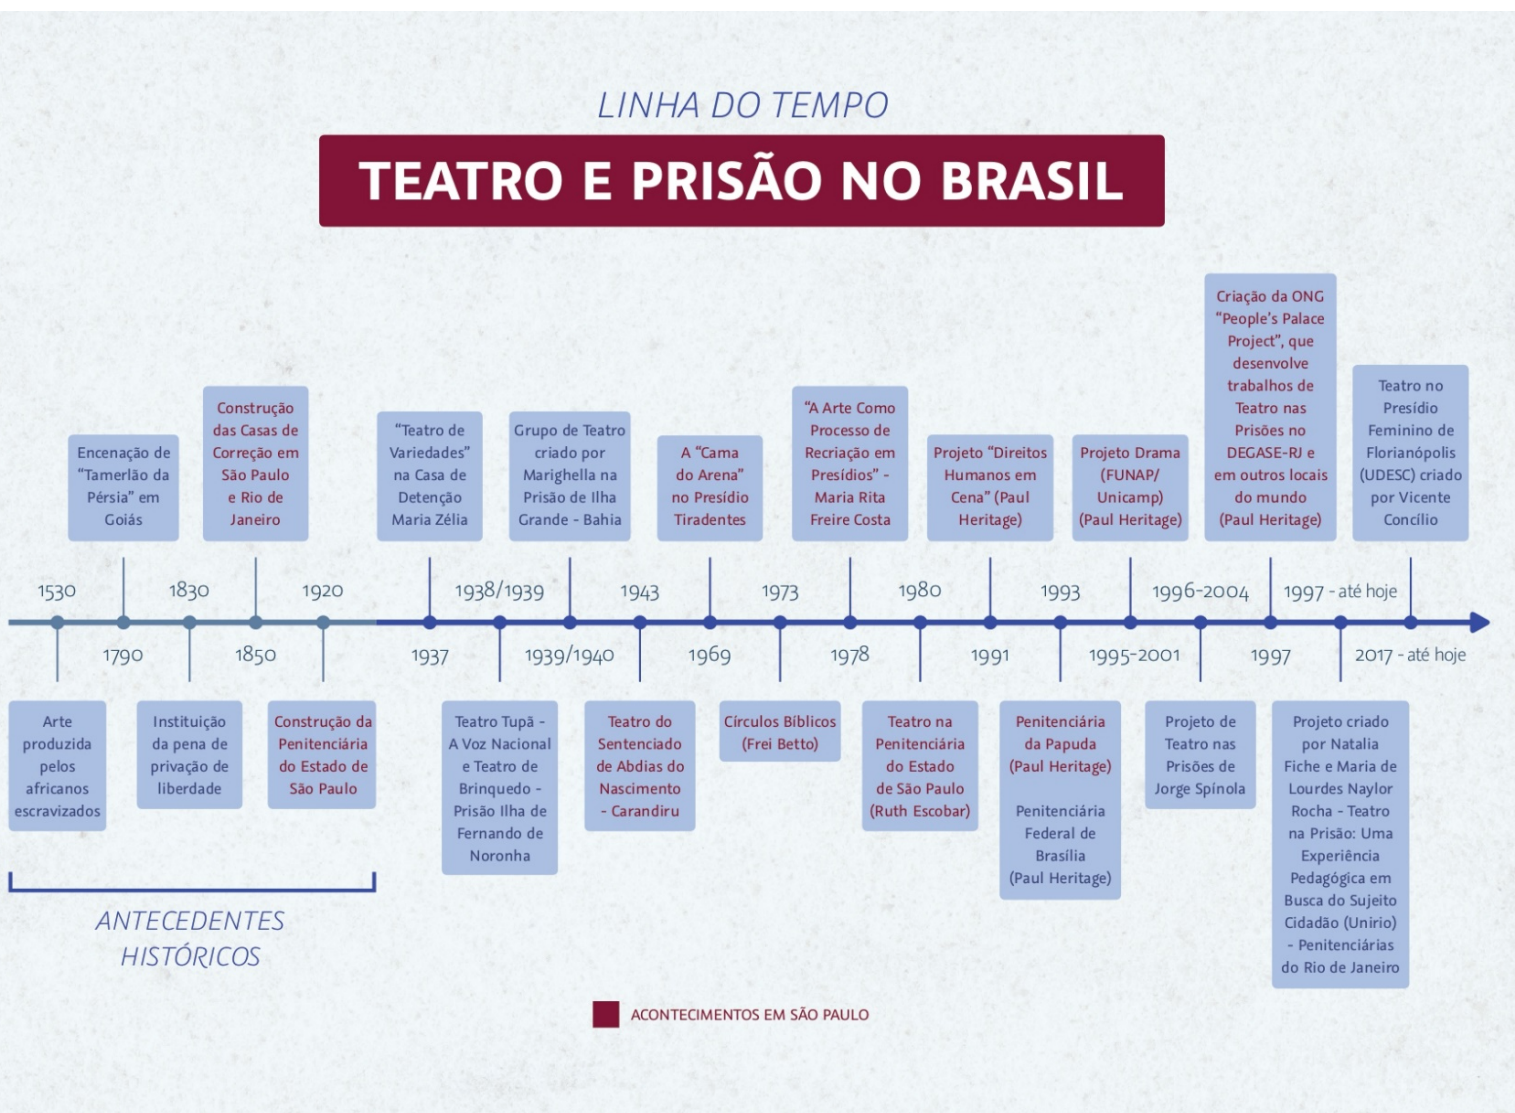 LINHA DO TEMPO
TEATRO E PRISÃO NO BRASIL
Encenação de
“Tamerlão da
Pérsia” em
Goiás
Construção
das Casas de
Correção em
São Paulo
e Rio de
Janeiro
“Teatro de
Variedades”
na Casa de
Detenção
Maria Zélia
Grupo de Teatro
criado por
Marighella na
Prisão de Ilha
Grande - Bahia
A “Cama
do Arena”
no Presídio
Tiradentes
“A Arte Como
Processo de
Recriação em
Presídios” -
Maria Rita
Freire Costa
Projeto “Direitos
Humanos em
Cena” (Paul
Heritage)
Projeto Drama
(FUNAP/
Unicamp)
(Paul Heritage)
Criação da ONG
“People’s Palace
Project”, que
desenvolve
trabalhos de
Teatro nas
Prisões no
DEGASE-RJ e
em outros locais
do mundo
(Paul Heritage)
Teatro no
Presídio
Feminino de
Florianópolis
(UDESC) criado
por Vicente
Concílio
1530
1830
1920
1938/1939
1943
1973
1980
1993
1996-2004
1997 - até hoje
1790
1850
1937
1939/1940
1969
1978
1991
1995-2001
1997
2017 - até hoje
Arte
produzida
pelos
africanos
escravizados
Instituição
da pena de
privação de
liberdade
Construção da
Penitenciária
do Estado de
São Paulo
Teatro Tupã -
A Voz Nacional
e Teatro de
Brinquedo -
Prisão Ilha de
Fernando de
Noronha
Teatro do
Sentenciado
de Abdias do
Nascimento
- Carandiru
Círculos Bíblicos
(Frei Betto)
Teatro na
Penitenciária
do Estado
de São Paulo
(Ruth Escobar)
Penitenciária
da Papuda
(Paul Heritage)
Penitenciária
Federal de
Brasília
(Paul Heritage)
Projeto de
Teatro nas
Prisões de
Jorge Spínola
Projeto criado
por Natalia
Fiche e Maria de
Lourdes Naylor
Rocha - Teatro
na Prisão: Uma
Experiência
Pedagógica em
Busca do Sujeito
Cidadão (Unirio)
- Penitenciárias
do Rio de Janeiro
ANTECEDENTES
HISTÓRICOS
ACONTECIMENTOS EM SÃO PAULO